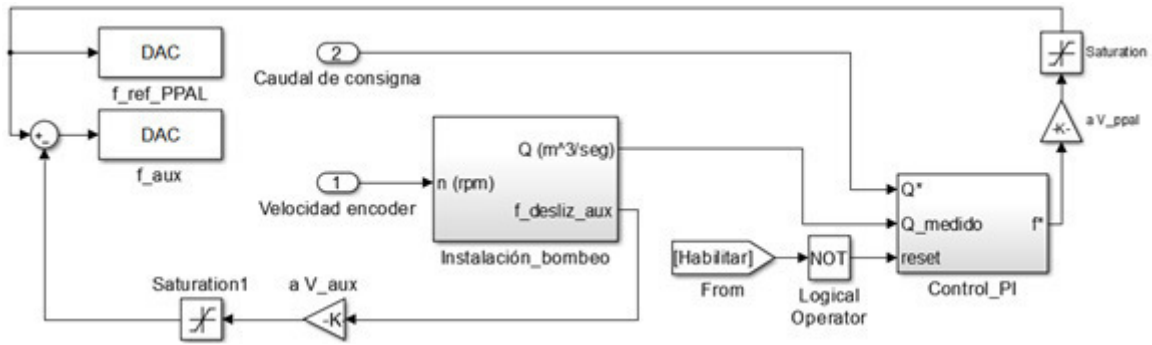 DAC
f_ref_PPAL
DAC
f_aux
+
-
2
Caudal de consigna
1
Velocidad encoder
n (rpm)
Q (m^3/seg)
f_desliz_aux
Instalación_bombeo
Saturation1
a V_aux
-K
[Habilitar]
From
NOT
Logical
Operator
Q*
Q_medido
reset
f*
Control_PI
Saturation
-K-
a V_ppal